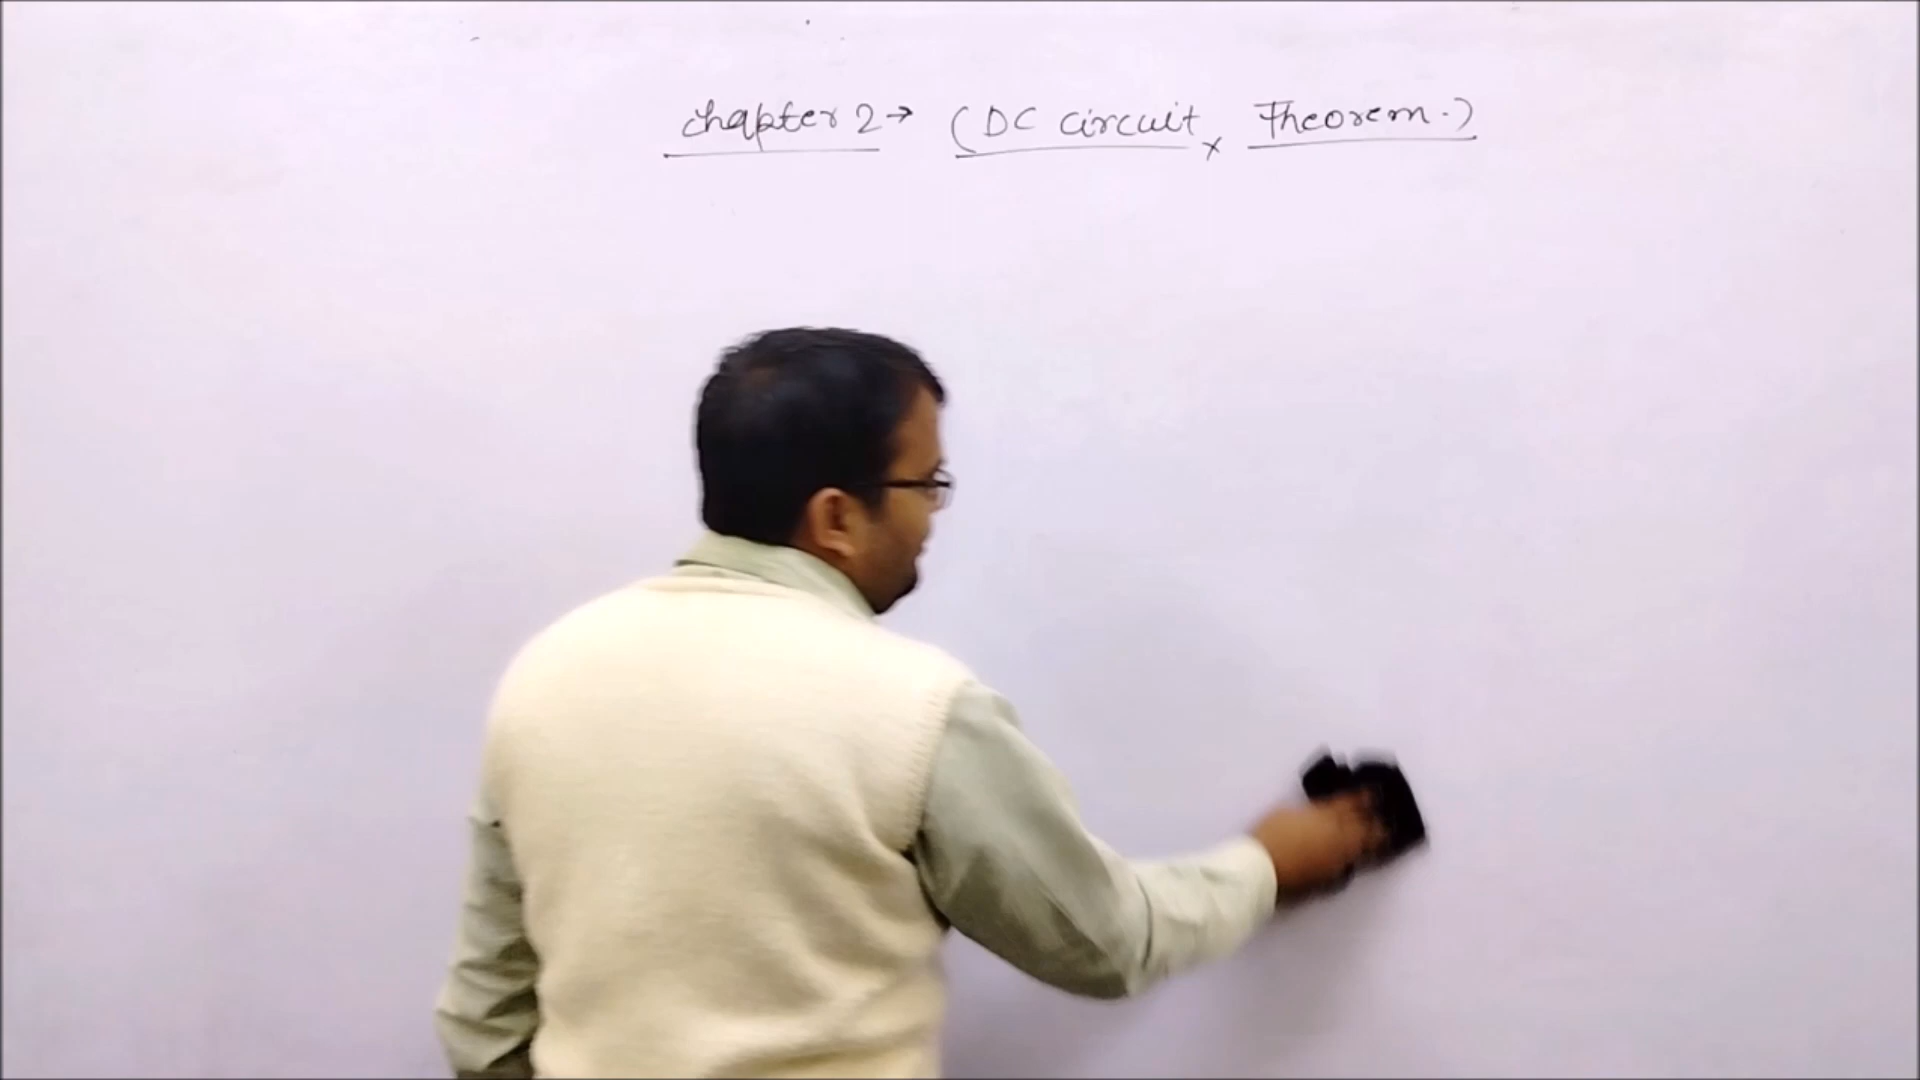 Chapter 2 → (DC circuit x Theorem.)